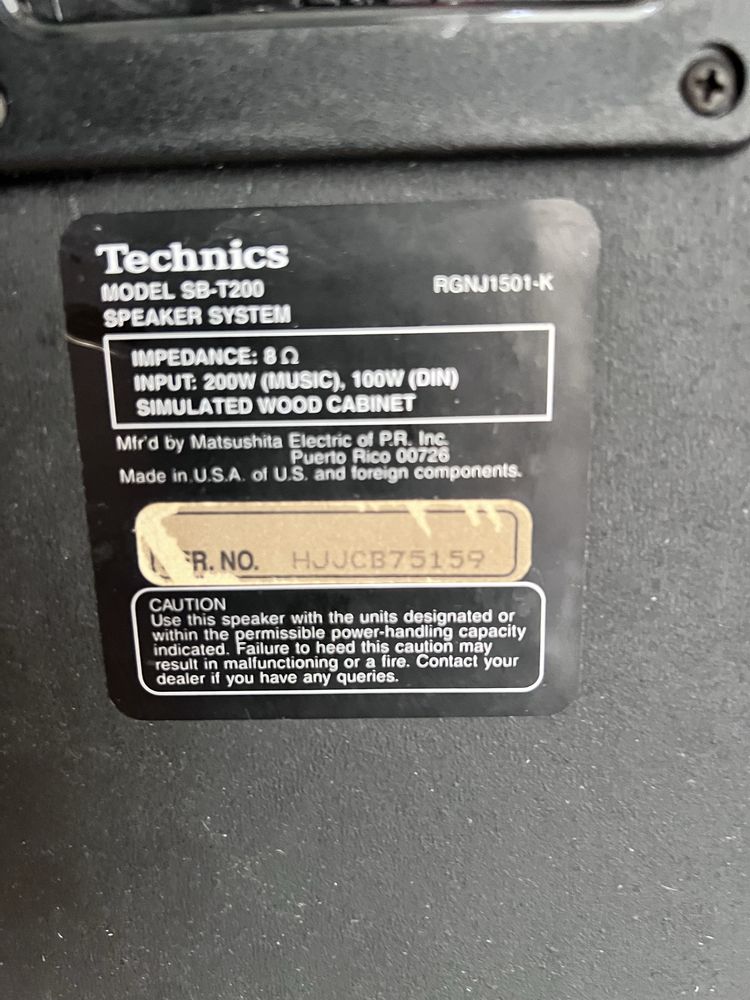 Technics
MODEL SB-T200 RGNJ1501-K
SPEAKER SYSTEM
IMPEDANCE: 8 Ω
INPUT: 200W (MUSIC), 100W (DIN)
SIMULATED WOOD CABINET
Mfr'd by Matsushita Electric of P.R. Inc.
Puerto Rico 00726
Made in U.S.A. of U.S. and foreign components.
R. NO. HJJCB75159
CAUTION
Use this speaker with the units designated or
within the permissible power-handling capacity
indicated. Failure to heed this caution may
result in malfunctioning or a fire. Contact your
dealer if you have any queries.